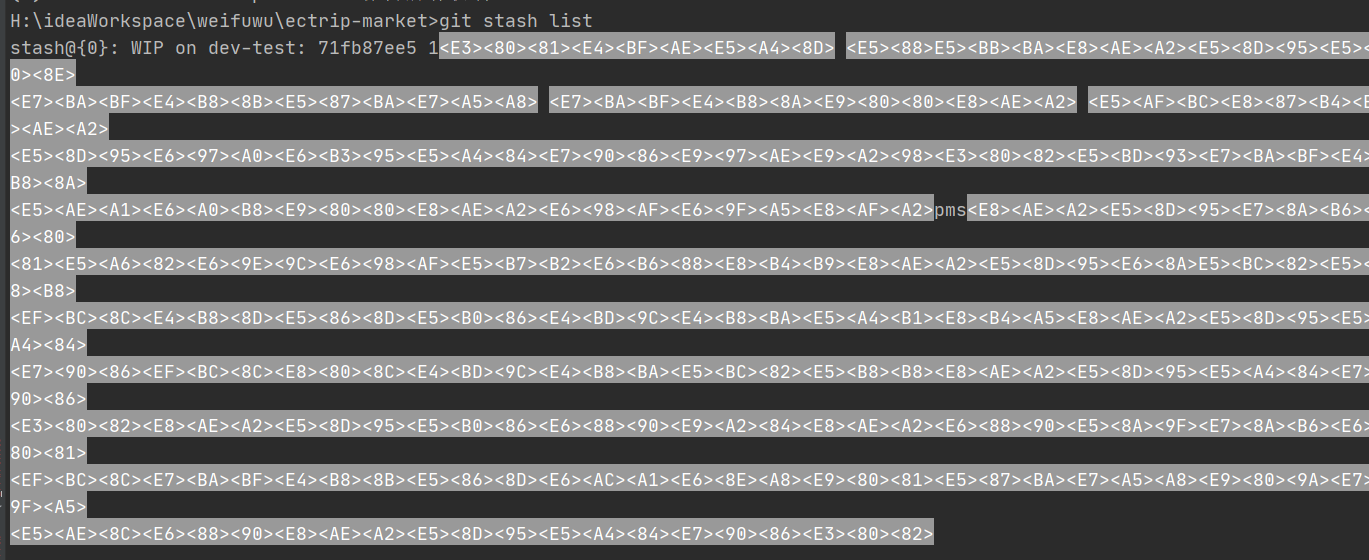 H:\ideaWorkspace\weifuwu\ectrip-market>git stash list
stash@{0}: WIP on dev-test: 71fb87ee5 1<E3><80><81><E4><BF><AE><E5><A4><8D> <E5><88>E5><BB><BA><E8><AE><A2><E5><8D><95><E5><
0><8E>
<E7><BA><BF><E4><B8><8B><E5><87><BA><E7><A5><A8> <E7><BA><BF><E4><B8><8A><E9><80><80><E8><AE><A2> <E5><AF><BC><E8><87><B4><E
><AE><A2>
<E5><8D><95><E6><97><A0><E6><B3><95><E5><A4><84><E7><90><86><E9><97><AE><E9><A2><98><E3><80><82><E5><BD><93><E7><BA><BF><E4>
B8><8A>
<E5><AE><A1><E6><A0><B8><E9><80><80><E8><AE><A2><E6><98><AF><E6><9F><A5><E8><AF><A2>pms<E8><AE><A2><E5><8D><95><E7><8A><B6><
6><80>
<81><E5><A6><82><E6><9E><9C><E6><98><AF><E5><B7><B2><E6><B6><88><E8><B4><B9><E8><AE><A2><E5><8D><95><E6><8A>E5><BC><82><E5><
8><B8>
<EF><BC><8C><E4><B8><8D><E5><86><8D><E5><B0><86><E4><BD><9C><E4><B8><BA><E5><A4><B1><E8><B4><A5><E8><AE><A2><E5><8D><95><E5>
A4><84>
<E7><90><86><EF><BC><8C><E8><80><8C><E4><BD><9C><E4><B8><BA><E5><BC><82><E5><B8><B8><E8><AE><A2><E5><8D><95><E5><A4><84><E7>
90><86>
<E3><80><82><E8><AE><A2><E5><8D><95><E5><B0><86><E6><88><90><E9><A2><84><E8><AE><A2><E6><88><90><E5><8A><9F><E7><8A><B6><E6>
80><81>
<EF><BC><8C><E7><BA><BF><E4><B8><8B><E5><86><8D><E6><AC><A1><E6><8E><A8><E9><80><81><E5><87><BA><E7><A5><A8><E9><80><9A><E7>
9F><A5>
<E5><AE><8C><E6><88><90><E8><AE><A2><E5><8D><95><E5><A4><84><E7><90><86><E3><80><82>